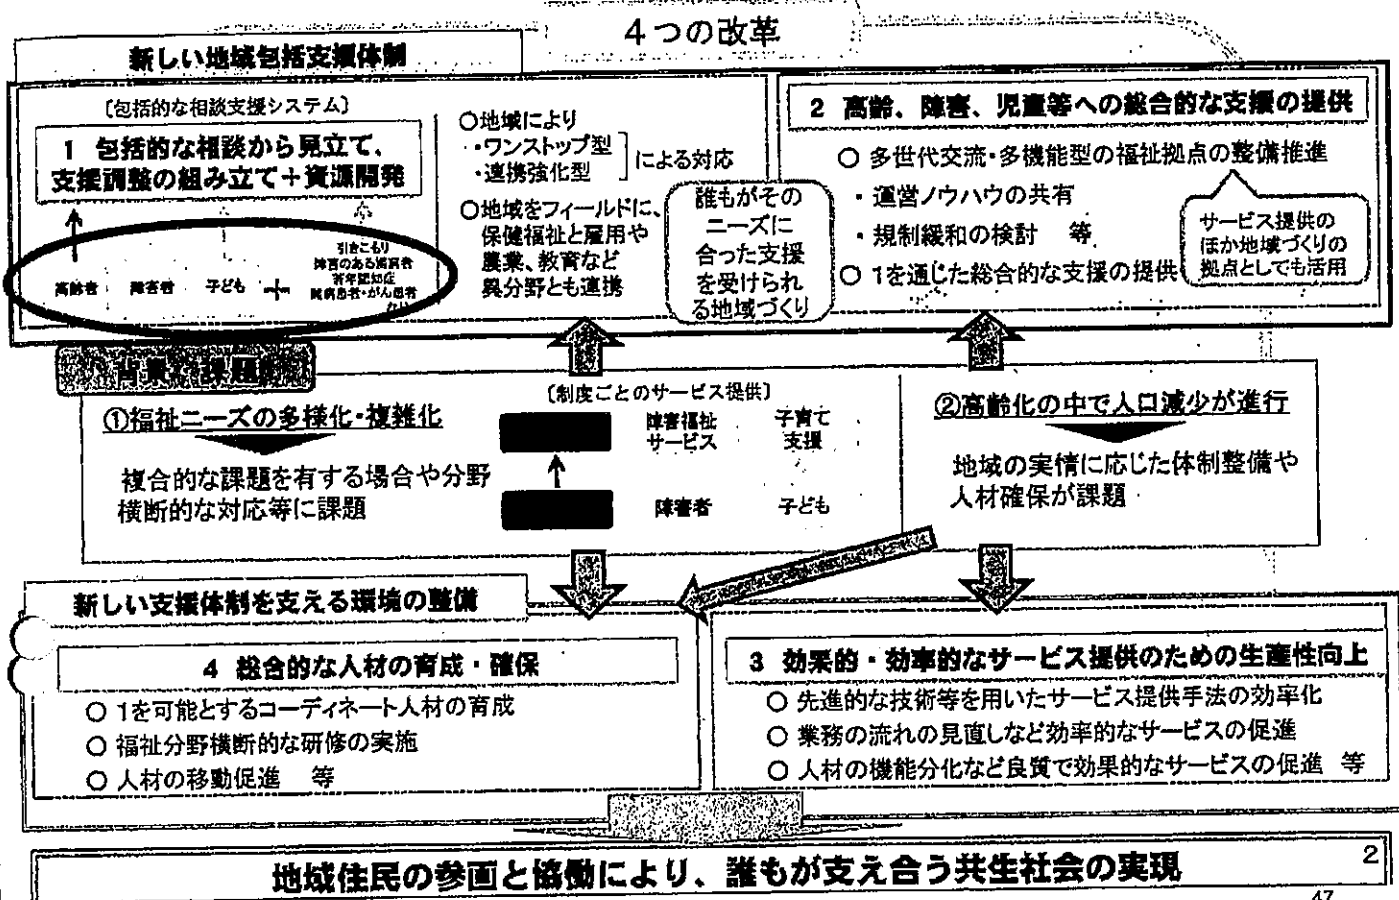 4つの改革
新しい地域包括支援体制
〔包括的な相談支援システム〕
1 包括的な相談から見立て、
支援調整の組み立て＋資源開発
高齢者 障害者 子ども ＋
引きこもり
障害のある困窮者
若年認知症
難病患者・がん患者
など
○地域により
・ワンストップ型
・連携強化型
による対応
○地域をフィールドに、
保健福祉と雇用や
農業、教育など
異分野とも連携
誰もがその
ニーズに
合った支援
を受けられ
る地域づくり
2 高齢、障害、児童等への総合的な支援の提供
○ 多世代交流・多機能型の福祉拠点の整備推進
・運営ノウハウの共有
・規制緩和の検討 等
○ 1を通じた総合的な支援の提供
サービス提供の
ほか地域づくりの
拠点としても活用
背景・課題
①福祉ニーズの多様化・複雑化
複合的な課題を有する場合や分野
横断的な対応等に課題
〔制度ごとのサービス提供〕
障害福祉
サービス
子育て
支援
障害者 子ども
②高齢化の中で人口減少が進行
地域の実情に応じた体制整備や
人材確保が課題
新しい支援体制を支える環境の整備
4 総合的な人材の育成・確保
○ 1を可能とするコーディネート人材の育成
○ 福祉分野横断的な研修の実施
○ 人材の移動促進 等
3 効果的・効率的なサービス提供のための生産性向上
○ 先進的な技術等を用いたサービス提供手法の効率化
○ 業務の流れの見直しなど効率的なサービスの促進
○ 人材の機能分化など良質で効果的なサービスの促進 等
地域住民の参画と協働により、誰もが支え合う共生社会の実現
2
47